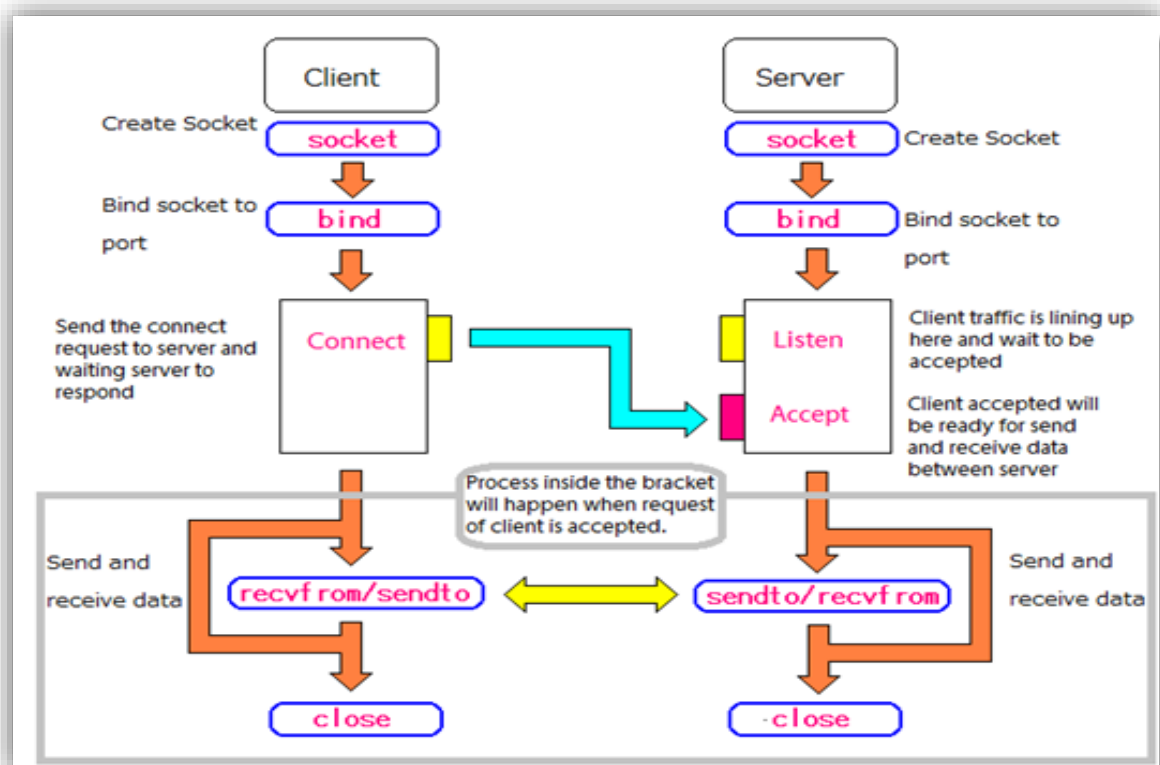 Client
Server
Create Socket
socket
socket
Create Socket
Bind socket to
port
bind
bind
Bind socket to
port
Send the connect
request to server and
waiting server to
respond
Connect
Listen
Accept
Client traffic is lining up
here and wait to be
accepted
Client accepted will
be ready for send
and receive data
between server
Process inside the bracket
will happen when request
of client is accepted.
Send and
receive data
recvfrom/sendto
sendto/recvfrom
Send and
receive data
close
close